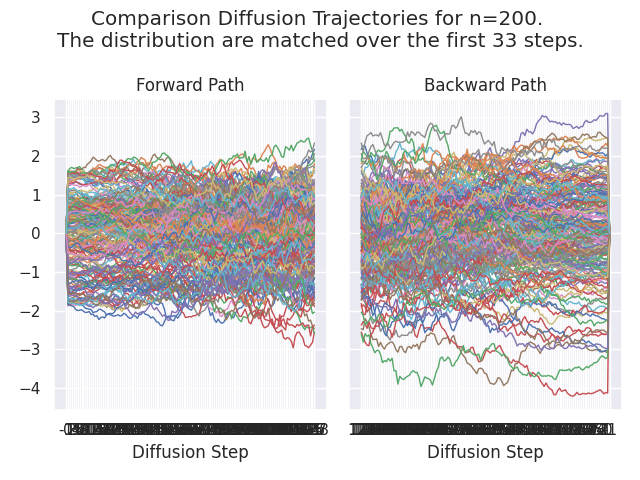 Comparison Diffusion Trajectories for n=200.
The distribution are matched over the first 33 steps.
Forward Path
Backward Path
3
2
1
0
−1
−2
−3
−4
Diffusion Step
Diffusion Step